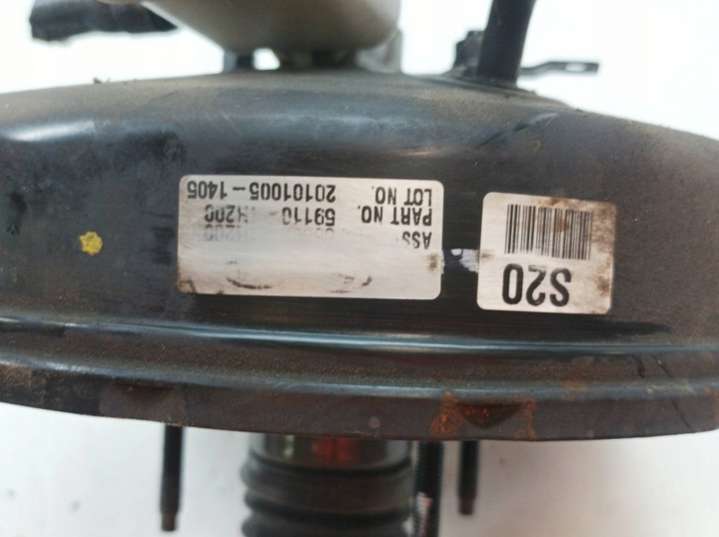 ASS
PART NO. 59110-
LOT NO. 20101005-1405
S20